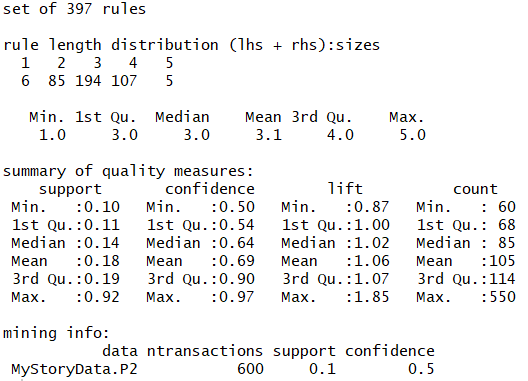 set of 397 rules
rule length distribution (lhs + rhs):sizes
1 2 3 4 5
6 85 194 107 5
Min. 1st Qu. Median Mean 3rd Qu. Max.
1.0 3.0 3.0 3.1 4.0 5.0
summary of quality measures:
support confidence lift count
Min. :0.10 Min. :0.50 Min. :0.87 Min. : 60
1st Qu.:0.11 1st Qu.:0.54 1st Qu.:1.00 1st Qu.: 68
Median :0.14 Median :0.64 Median :1.02 Median : 85
Mean :0.18 Mean :0.69 Mean :1.06 Mean :105
3rd Qu.:0.19 3rd Qu.:0.90 3rd Qu.:1.07 3rd Qu.:114
Max. :0.92 Max. :0.97 Max. :1.85 Max. :550
mining info:
data ntransactions support confidence
MyStoryData.P2 600 0.1 0.5